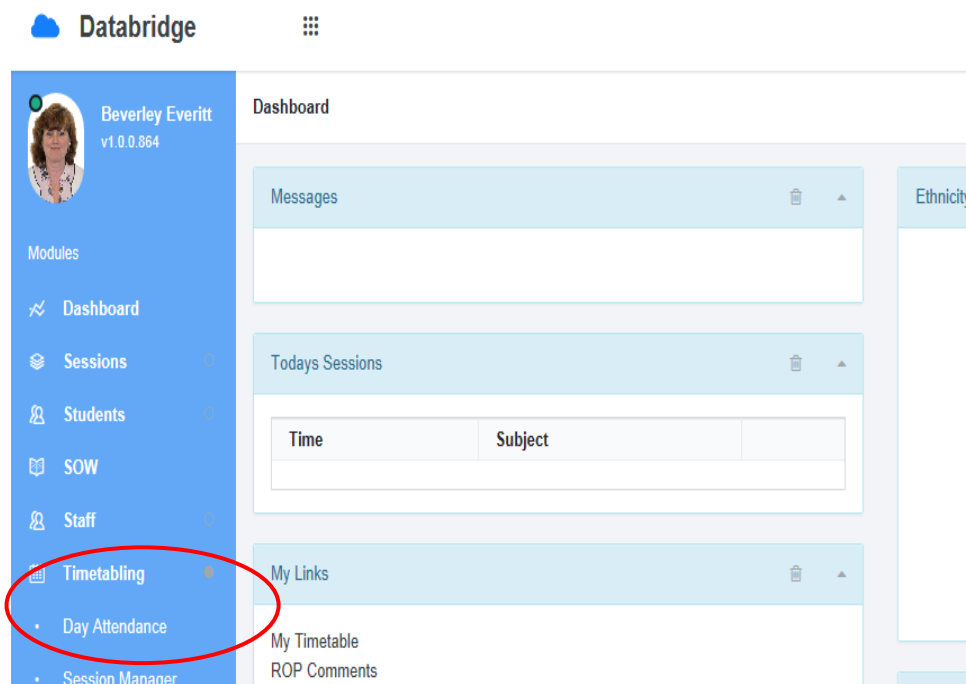 Databridge
Beverley Everitt
v1.0.0.864
Modules
Dashboard
Sessions
Students
SOW
Staff
Timetabling
Day Attendance
Session Manager
Dashboard
Messages
Todays Sessions
Time Subject
My Links
My Timetable
ROP Comments
Ethnicity